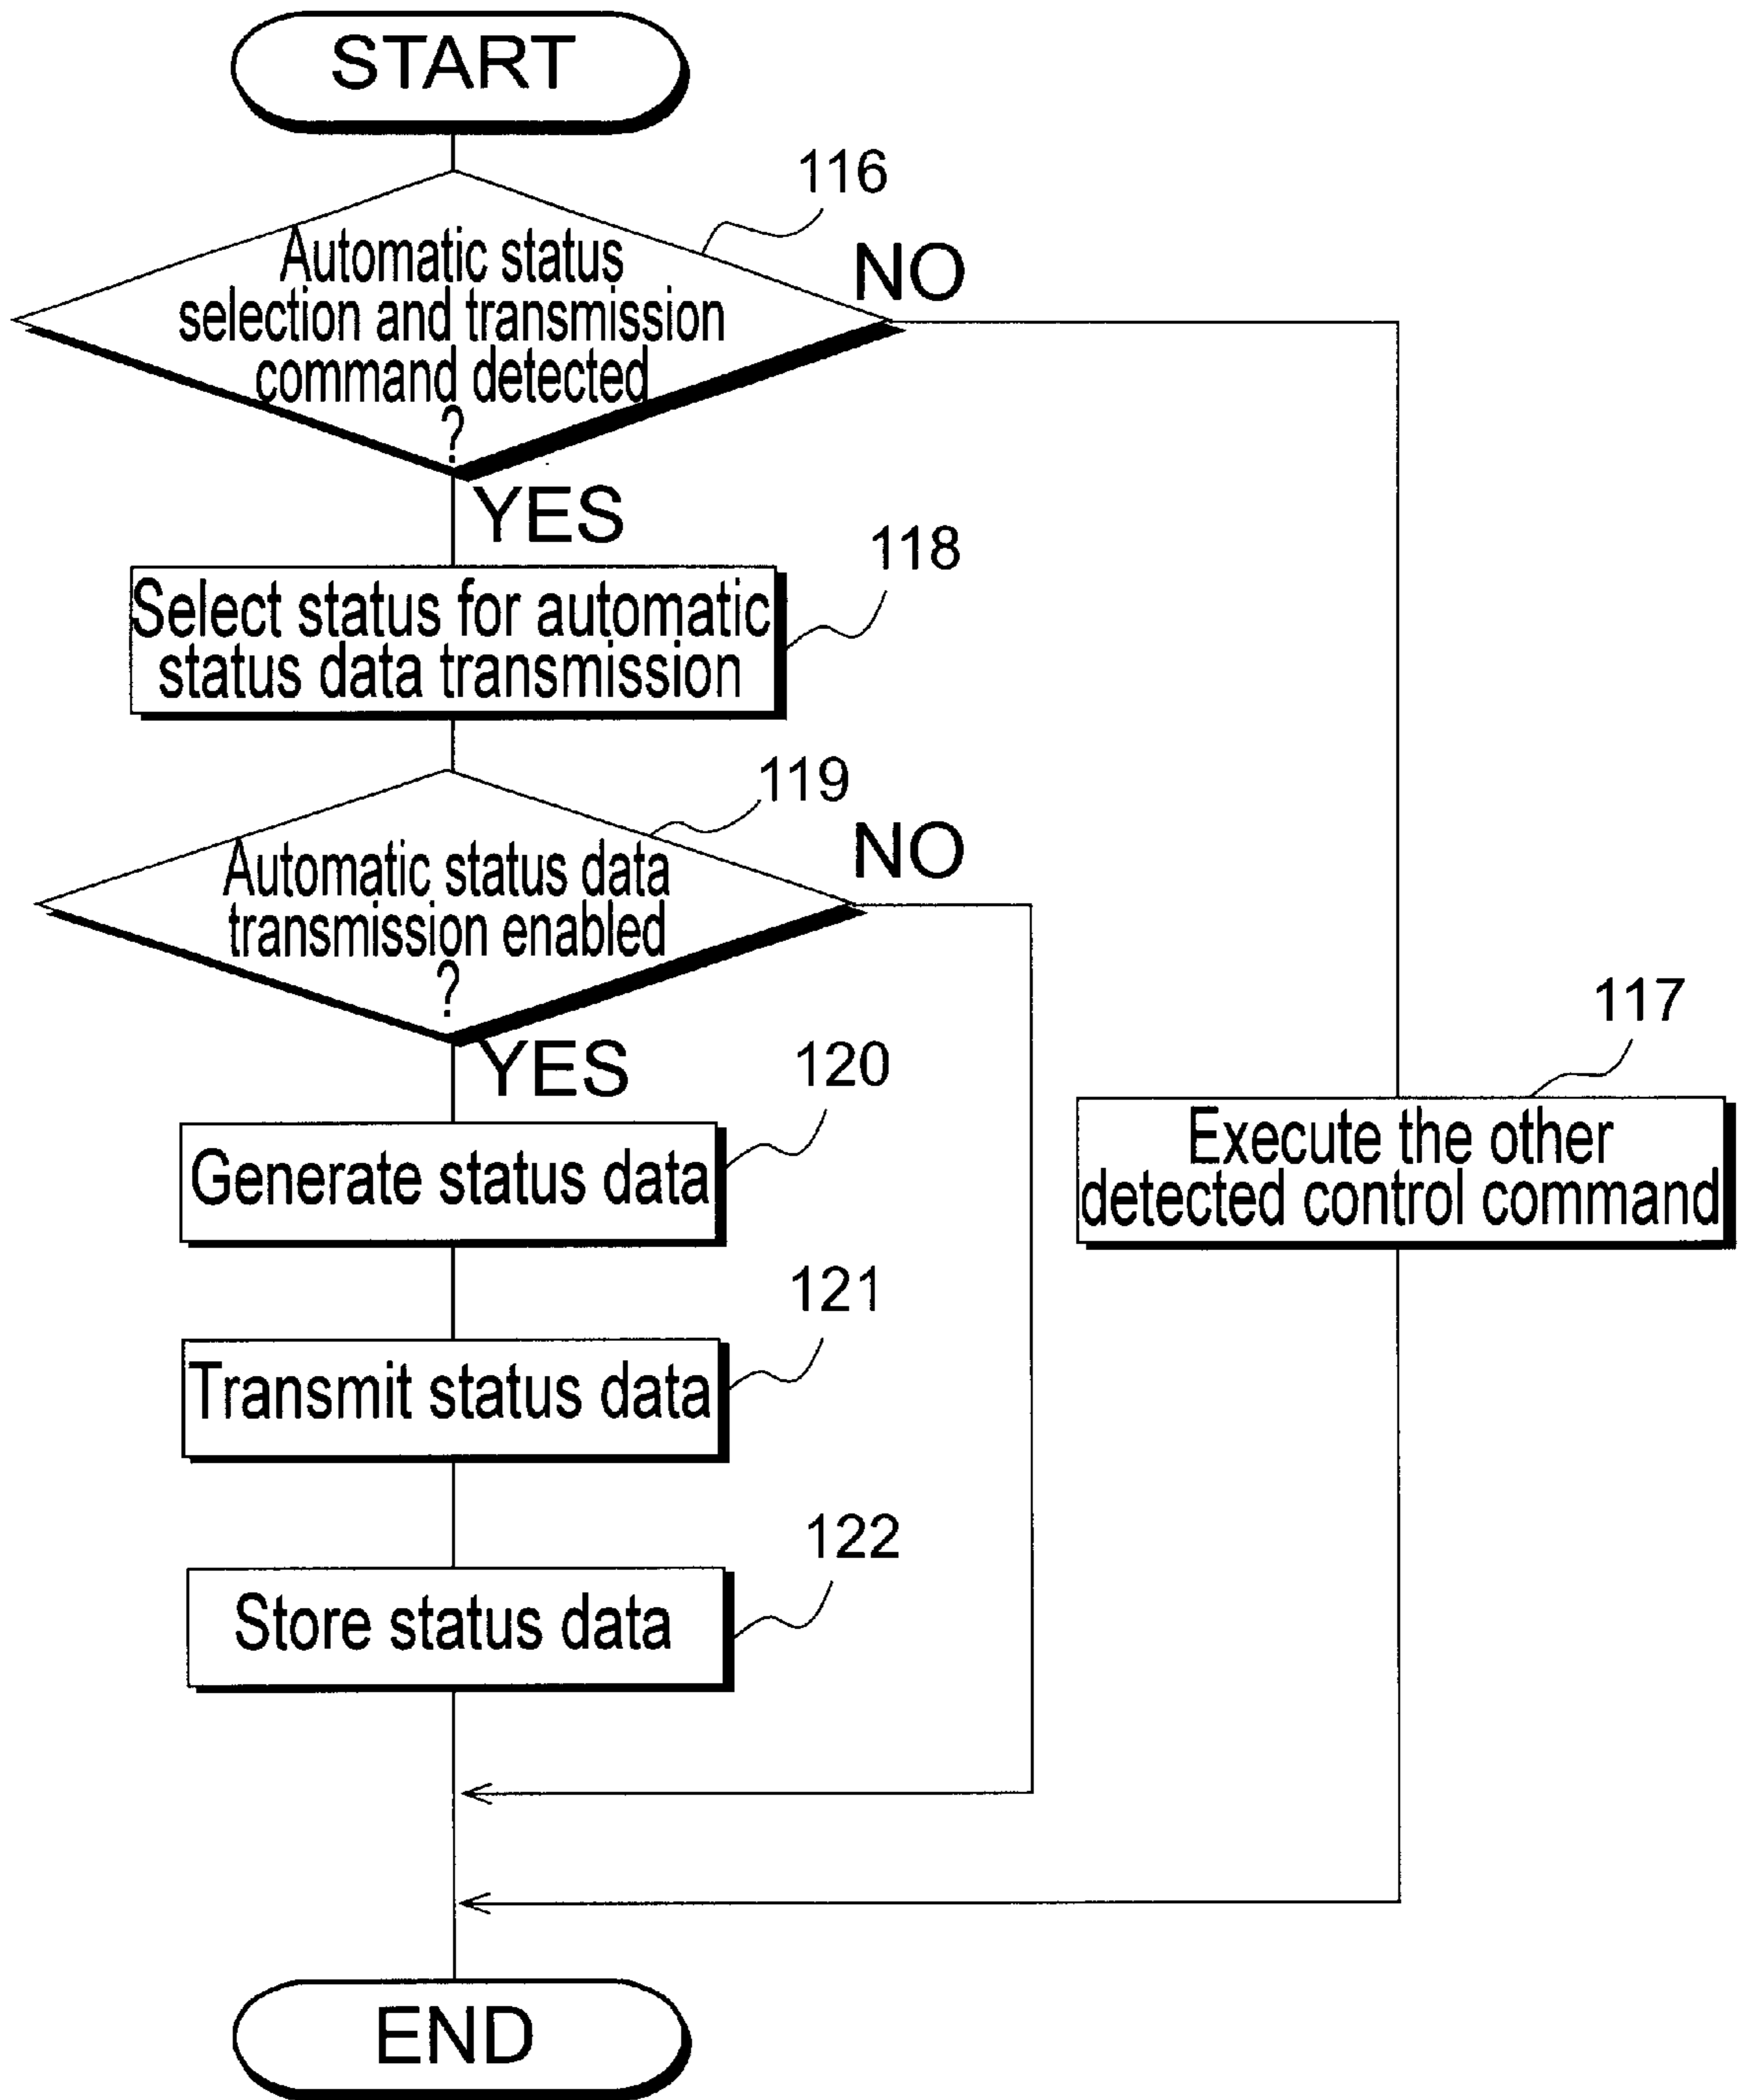 START
116
Automatic status
selection and transmission
command detected
?
NO
YES
118
Select status for automatic
status data transmission
119
Automatic status data
transmission enabled
?
NO
YES
117
Execute the other
detected control command
120
Generate status data
121
Transmit status data
122
Store status data
END